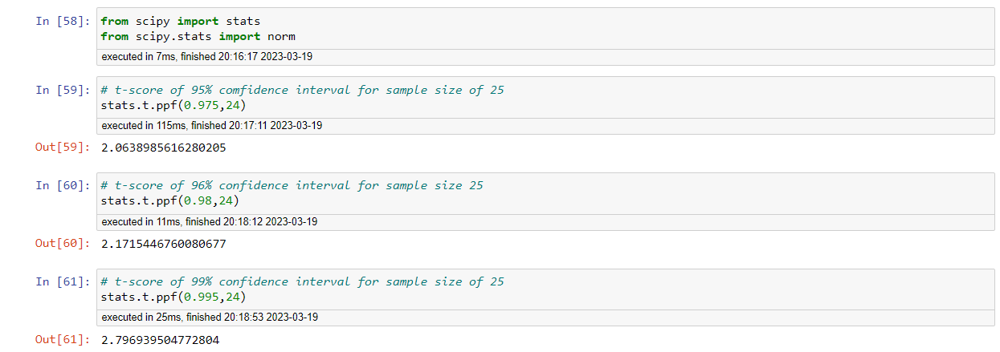 In [58]: from scipy import stats
from scipy.stats import norm
executed in 7ms, finished 20:16:17 2023-03-19
In [59]: # t-score of 95% comfidence interval for sample size of 25
stats.t.ppf(0.975,24)
executed in 115ms, finished 20:17:11 2023-03-19
Out[59]: 2.0638985616280205
In [60]: # t-score of 96% confidence interval for sample size 25
stats.t.ppf(0.98,24)
executed in 11ms, finished 20:18:12 2023-03-19
Out[60]: 2.1715446760080677
In [61]: # t-score of 99% confidence interval for sample size of 25
stats.t.ppf(0.995,24)
executed in 25ms, finished 20:18:53 2023-03-19
Out[61]: 2.796939504772804